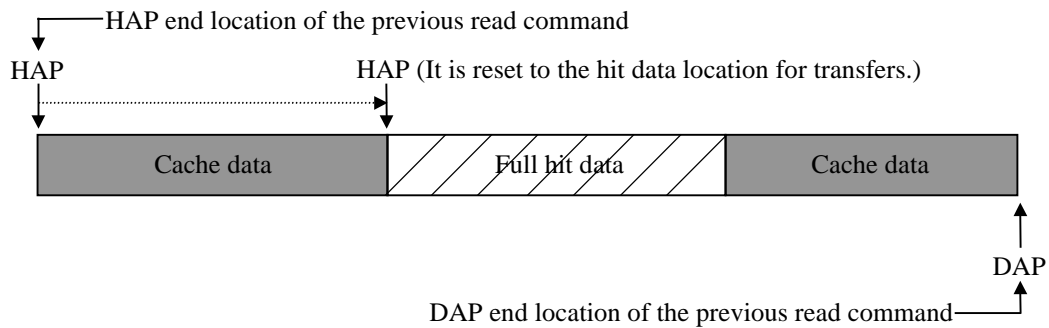 HAP end location of the previous read command
HAP
HAP (It is reset to the hit data location for transfers.)
Cache data
Full hit data
Cache data
DAP
DAP end location of the previous read command